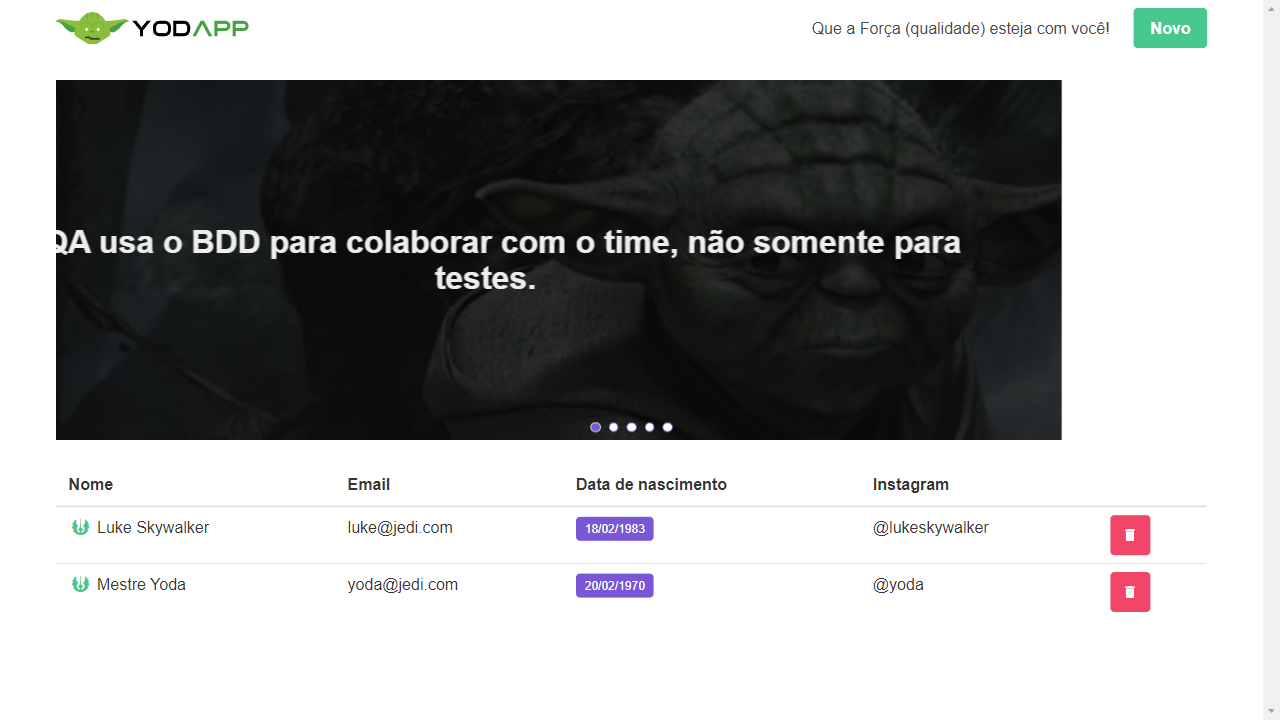 YODAPP
Que a Força (qualidade) esteja com você!
Novo
QA usa o BDD para colaborar com o time, não somente para
testes.
Nome Email Data de nascimento Instagram
Luke Skywalker luke@jedi.com 18/02/1983 @lukeskywalker
Mestre Yoda yoda@jedi.com 20/02/1970 @yoda